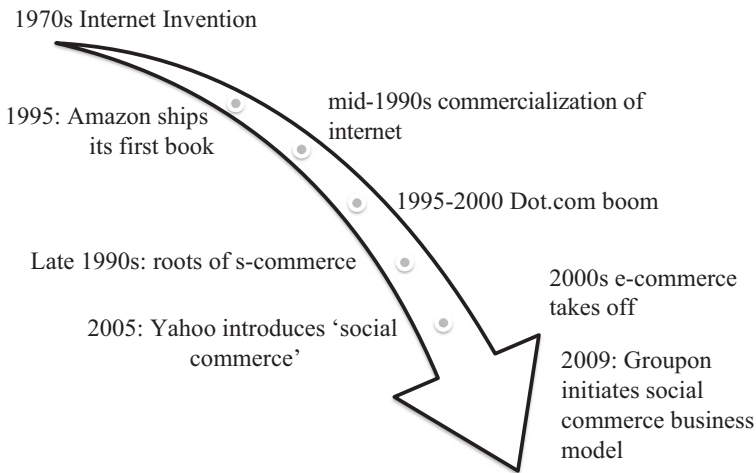 1970s Internet Invention
mid-1990s commercialization of
internet
1995: Amazon ships
its first book
1995-2000 Dot.com boom
Late 1990s: roots of s-commerce
2000s e-commerce
takes off
2005: Yahoo introduces ‘social
commerce’
2009: Groupon
initiates social
commerce business
model